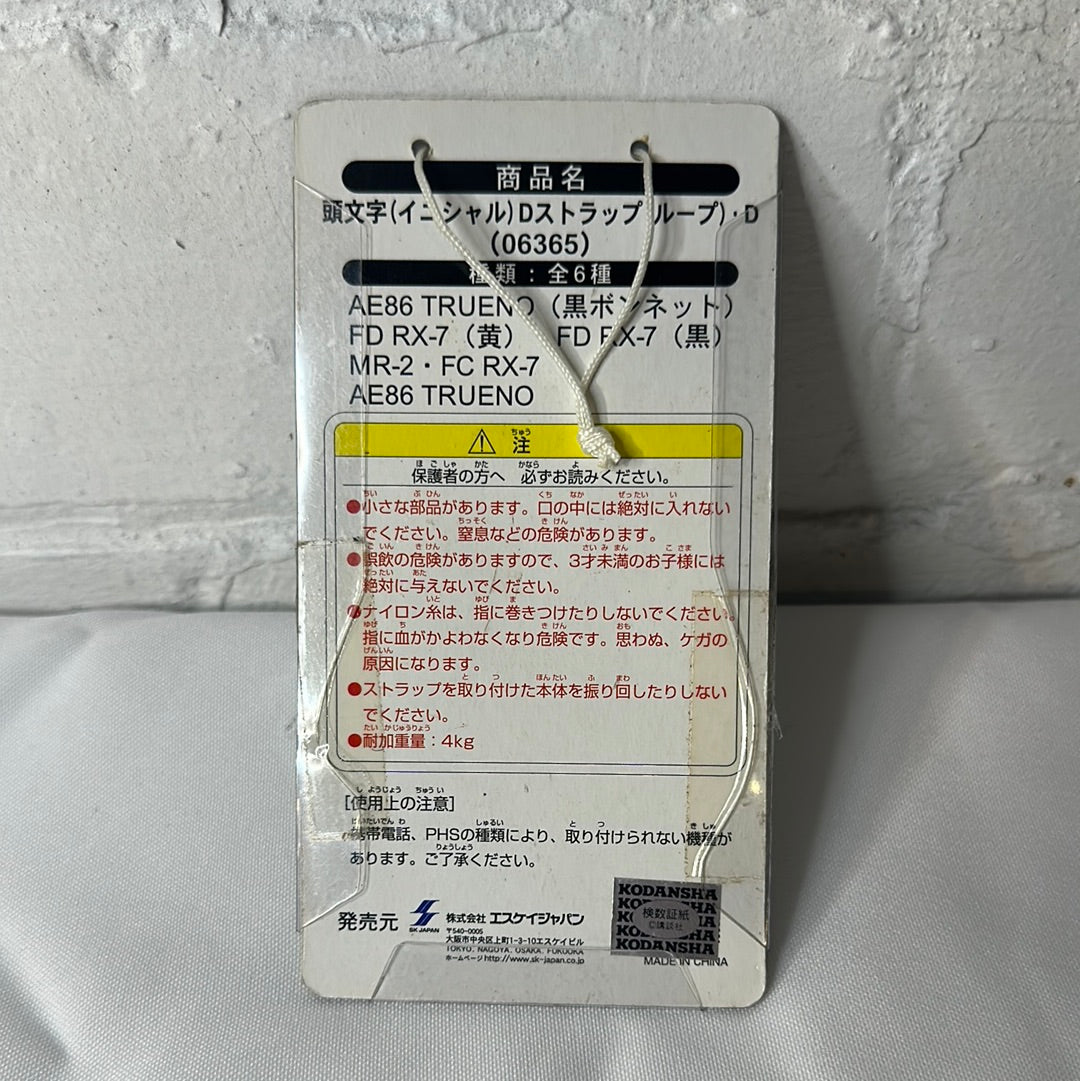 商品名
頭文字(イニシャル)Dストラップ ループ)・D
(06365)
種類:全6種
AE86 TRUENO(黒ボンネット)
FD RX-7(黄) FD RX-7(黒)
MR-2・FC RX-7
AE86 TRUENO
⚠ 注
保護者の方へ 必ずお読みください。
●小さな部品があります。口の中には絶対に入れない
でください。窒息などの危険があります。
●誤飲の危険がありますので、3才未満のお子様には
絶対に与えないでください。
●ナイロン糸は、指に巻きつけたりしないでください。
指に血がかよわなくなり危険です。思わぬ、ケガの
原因になります。
●ストラップを取り付けた本体を振り回したりしない
でください。
●耐加重量:4kg
[使用上の注意]
携帯電話、PHSの種類により、取り付けられない機種が
あります。ご了承ください。
発売元 SK JAPAN 株式会社 エスケイジャパン
〒540-0005
大阪市中央区上町1-3-10エスケイビル
TOKYO, NAGOYA, OSAKA, FUKUOKA
ホームページ http://www.sk-japan.co.jp
KODANSHA
検数証紙
©講談社
KODANSHA
MADE IN CHINA